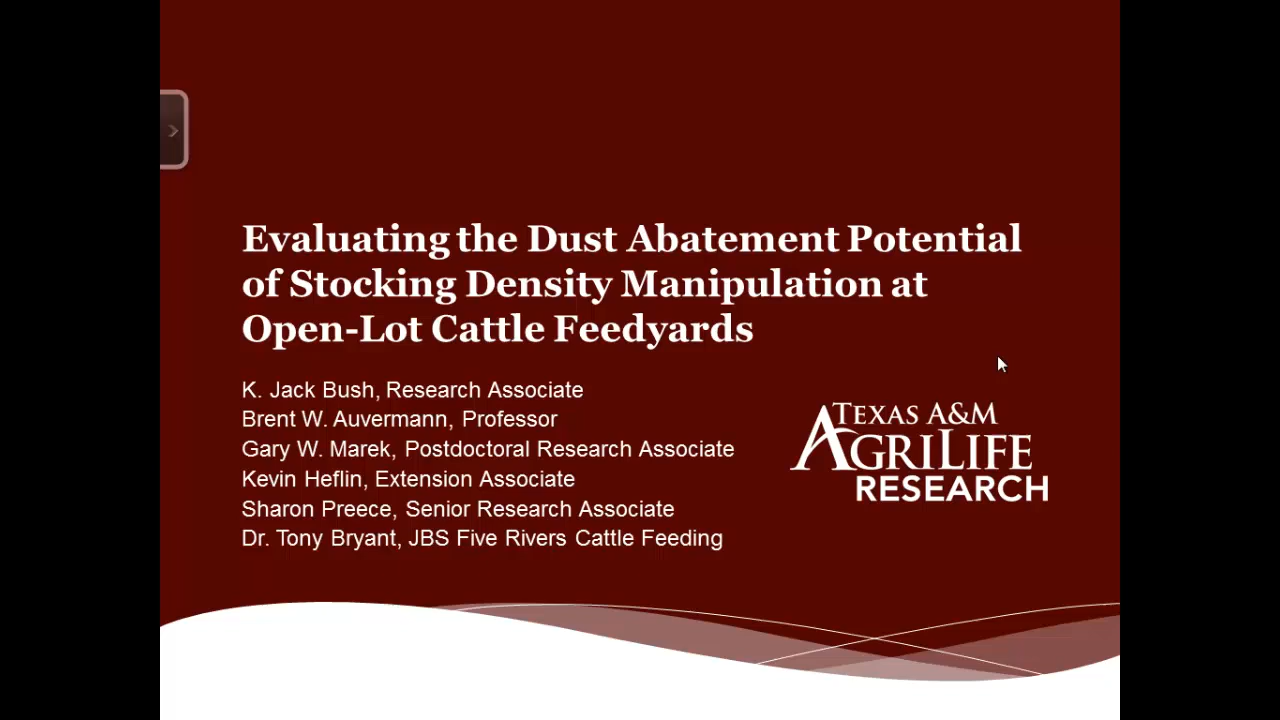 Evaluating the Dust Abatement Potential
of Stocking Density Manipulation at
Open-Lot Cattle Feedyards
K. Jack Bush, Research Associate
Brent W. Auvermann, Professor
Gary W. Marek, Postdoctoral Research Associate
Kevin Heflin, Extension Associate
Sharon Preece, Senior Research Associate
Dr. Tony Bryant, JBS Five Rivers Cattle Feeding
TEXAS A&M
AGRILIFE
RESEARCH